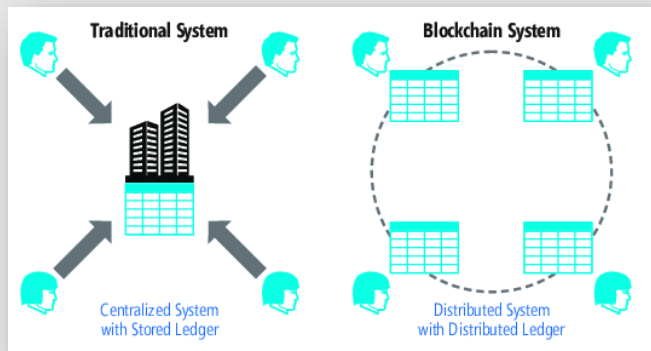 Traditional System
Blockchain System
Centralized System
with Stored Ledger
Distributed System
with Distributed Ledger